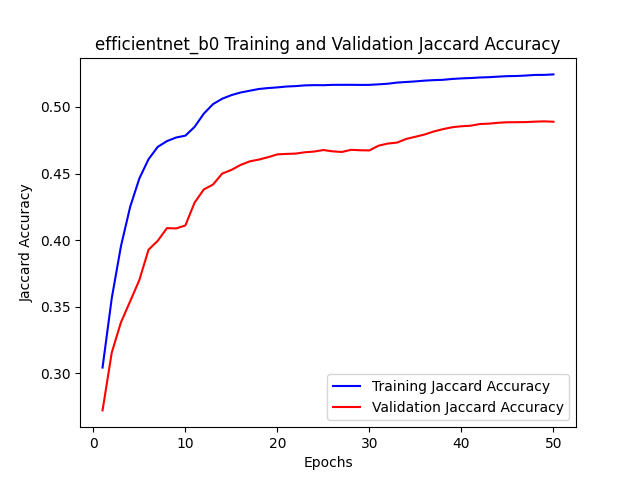 efficientnet_b0 Training and Validation Jaccard Accuracy
Jaccard Accuracy
0.50
0.45
0.40
0.35
0.30
0 10 20 30 40 50
Epochs
Training Jaccard Accuracy
Validation Jaccard Accuracy